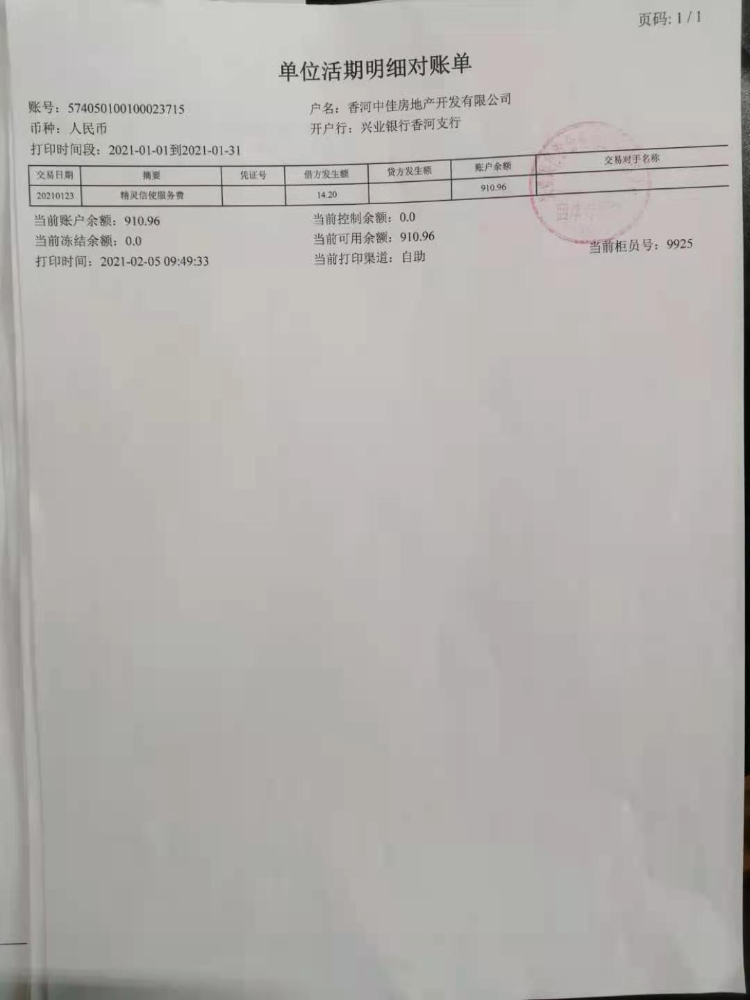 页码: 1 / 1
单位活期明细对账单
账号：574050100100023715 户名：香河中佳房地产开发有限公司
币种：人民币 开户行：兴业银行香河支行
打印时间段：2021-01-01到2021-01-31
交易日期 摘要 凭证号 借方发生额 贷方发生额 账户余额 交易对手名称
20210123 精灵信使服务费 14.20 910.96
当前账户余额：910.96 当前控制余额：0.0
当前冻结余额：0.0 当前可用余额：910.96 当前柜员号：9925
打印时间：2021-02-05 09:49:33 当前打印渠道：自助